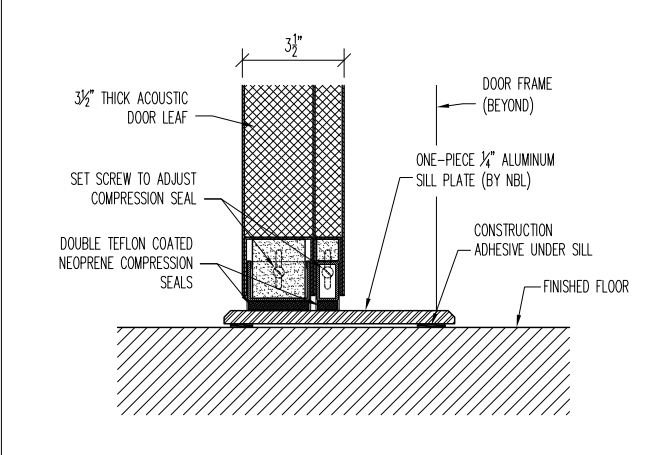 3½"
3½" THICK ACOUSTIC
DOOR LEAF
DOOR FRAME
(BEYOND)
ONE-PIECE ¼" ALUMINUM
SILL PLATE (BY NBL)
SET SCREW TO ADJUST
COMPRESSION SEAL
CONSTRUCTION
ADHESIVE UNDER SILL
DOUBLE TEFLON COATED
NEOPRENE COMPRESSION
SEALS
FINISHED FLOOR